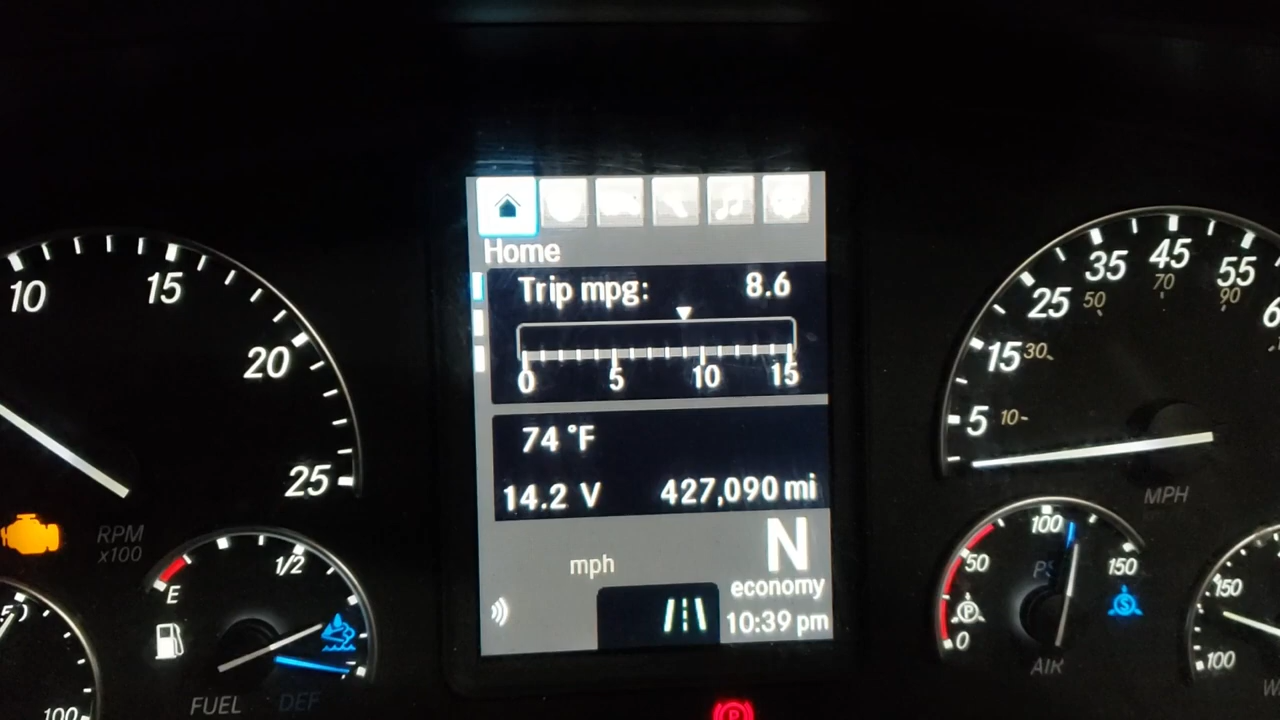 Home
Trip mpg: 8.6
0 5 10 15
74 °F
14.2 V 427,090 mi
mph
N
economy
10:39 pm
10 15 20 25
RPM
x100
E 1/2
FUEL DEF
100
5 15 25 35 45 55
10 30 50 70 90
MPH
0 50 100 150
P
S
AIR
100 150
P